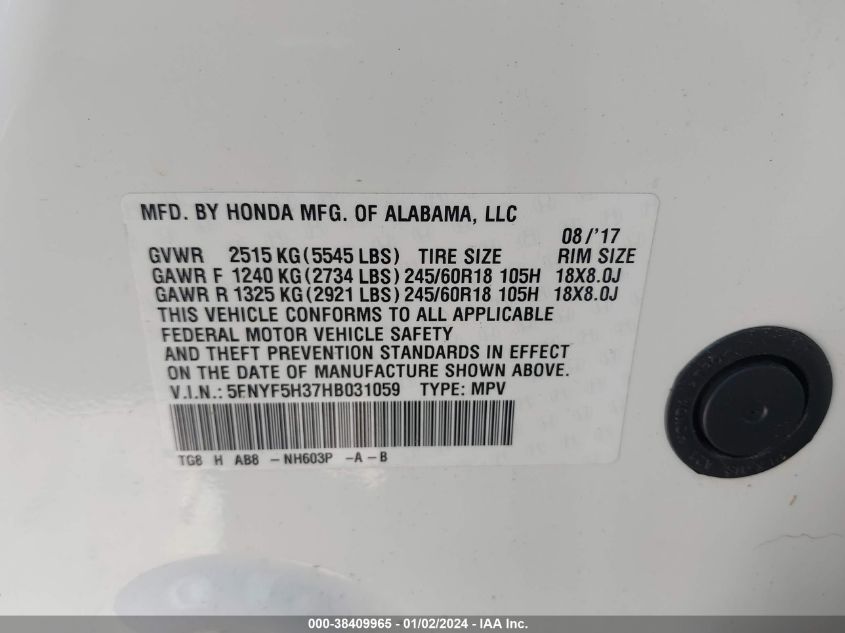 MFD. BY HONDA MFG. OF ALABAMA, LLC
08/'17
GVWR 2515 KG(5545 LBS) TIRE SIZE RIM SIZE
GAWR F 1240 KG(2734 LBS) 245/60R18 105H 18X8.0J
GAWR R 1325 KG(2921 LBS) 245/60R18 105H 18X8.0J
THIS VEHICLE CONFORMS TO ALL APPLICABLE
FEDERAL MOTOR VEHICLE SAFETY
AND THEFT PREVENTION STANDARDS IN EFFECT
ON THE DATE OF MANUFACTURE SHOWN ABOVE.
V.I.N.: 5FNYF5H37HB031059 TYPE: MPV
TG8 H AB8 -NH603P -A-B
000-38409965 - 01/02/2024 - IAA Inc.